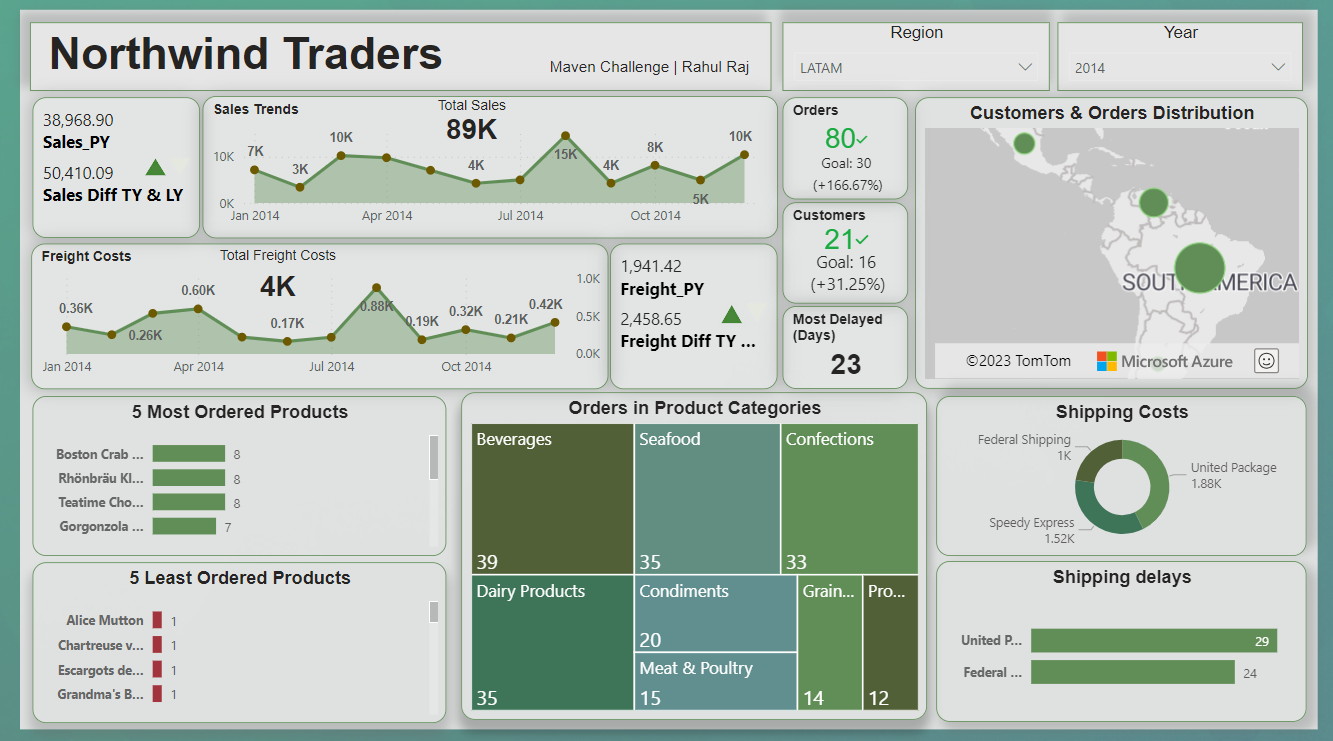 Northwind Traders
Maven Challenge | Rahul Raj
Region
LATAM
Year
2014
38,968.90
Sales_PY
50,410.09
Sales Diff TY & LY
Sales Trends
Total Sales
89K
10K
0K
7K
3K
10K
4K
15K
4K
8K
5K
10K
Jan 2014
Apr 2014
Jul 2014
Oct 2014
Orders
80
Goal: 30
(+166.67%)
Customers
21
Goal: 16
(+31.25%)
Most Delayed
(Days)
23
Customers & Orders Distribution
©2023 TomTom
Microsoft Azure
Freight Costs
Total Freight Costs
4K
0.36K
0.26K
0.60K
0.17K
0.88K
0.19K
0.32K
0.21K
0.42K
1.0K
0.5K
0.0K
Jan 2014
Apr 2014
Jul 2014
Oct 2014
1,941.42
Freight_PY
2,458.65
Freight Diff TY ...
5 Most Ordered Products
Boston Crab ... 8
Rhönbräu Kl... 8
Teatime Cho... 8
Gorgonzola ... 7
5 Least Ordered Products
Alice Mutton 1
Chartreuse v... 1
Escargots de... 1
Grandma's B... 1
Orders in Product Categories
Beverages
39
Seafood
35
Confections
33
Dairy Products
35
Condiments
20
Meat & Poultry
15
Grain...
14
Pro...
12
Shipping Costs
Federal Shipping
1K
United Package
1.88K
Speedy Express
1.52K
Shipping delays
United P... 29
Federal ... 24